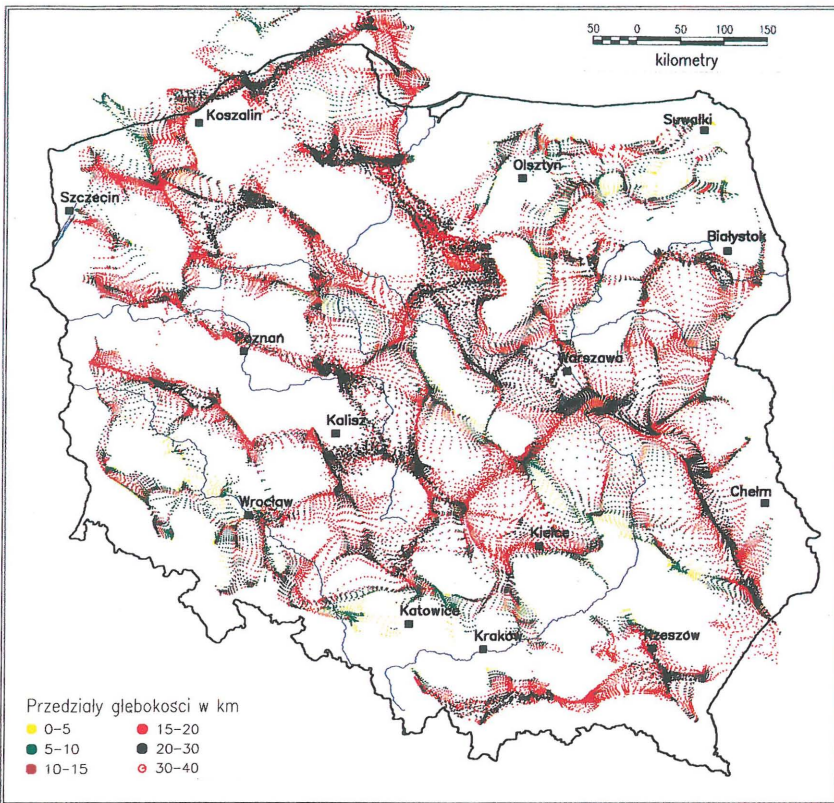 50 0 50 100 150
kilometry
Koszalin
Suwałki
Olsztyn
Szczecin
Białystok
Poznań
Warszawa
Kalisz
Wrocław
Chełm
Kielce
Katowice
Kraków
Rzeszów
Przedziały głebokosci w km
0-5
5-10
10-15
15-20
20-30
30-40